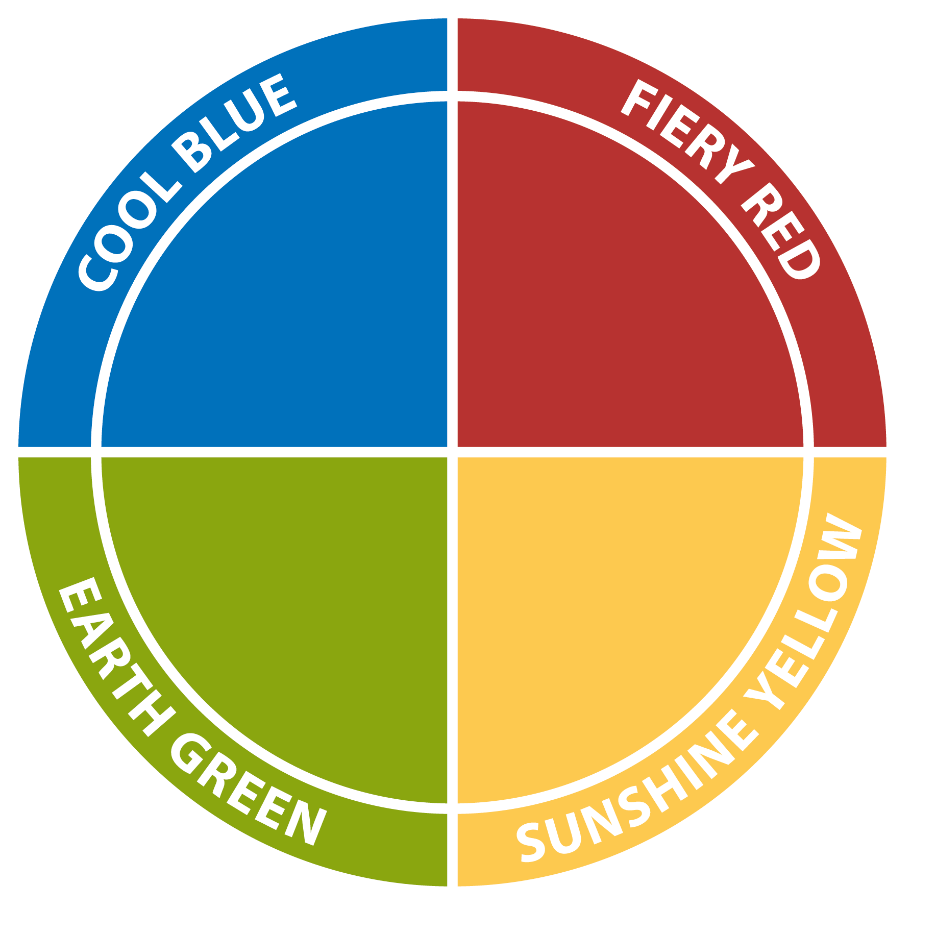 COOL BLUE
FIERY RED
EARTH GREEN
SUNSHINE YELLOW